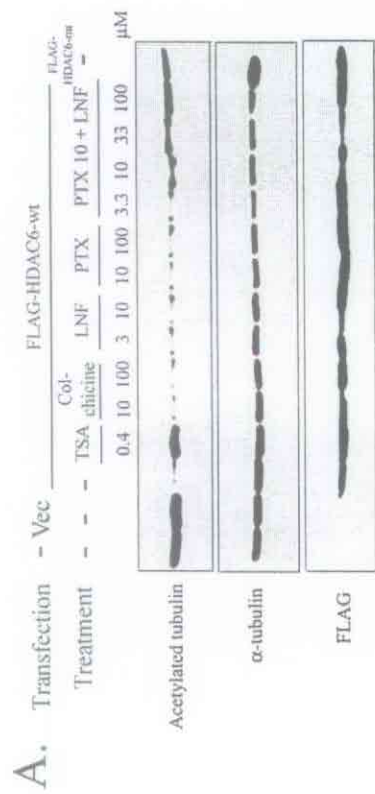 A.
Transfection - Vec FLAG-HDAC6-wt FLAG-HDAC6-mt
Treatment - - - TSA Col-chicine LNF PTX PTX 10 + LNF -
0.4 10 100 3 10 10 100 3.3 10 33 100 μM
Acetylated tubulin
α-tubulin
FLAG